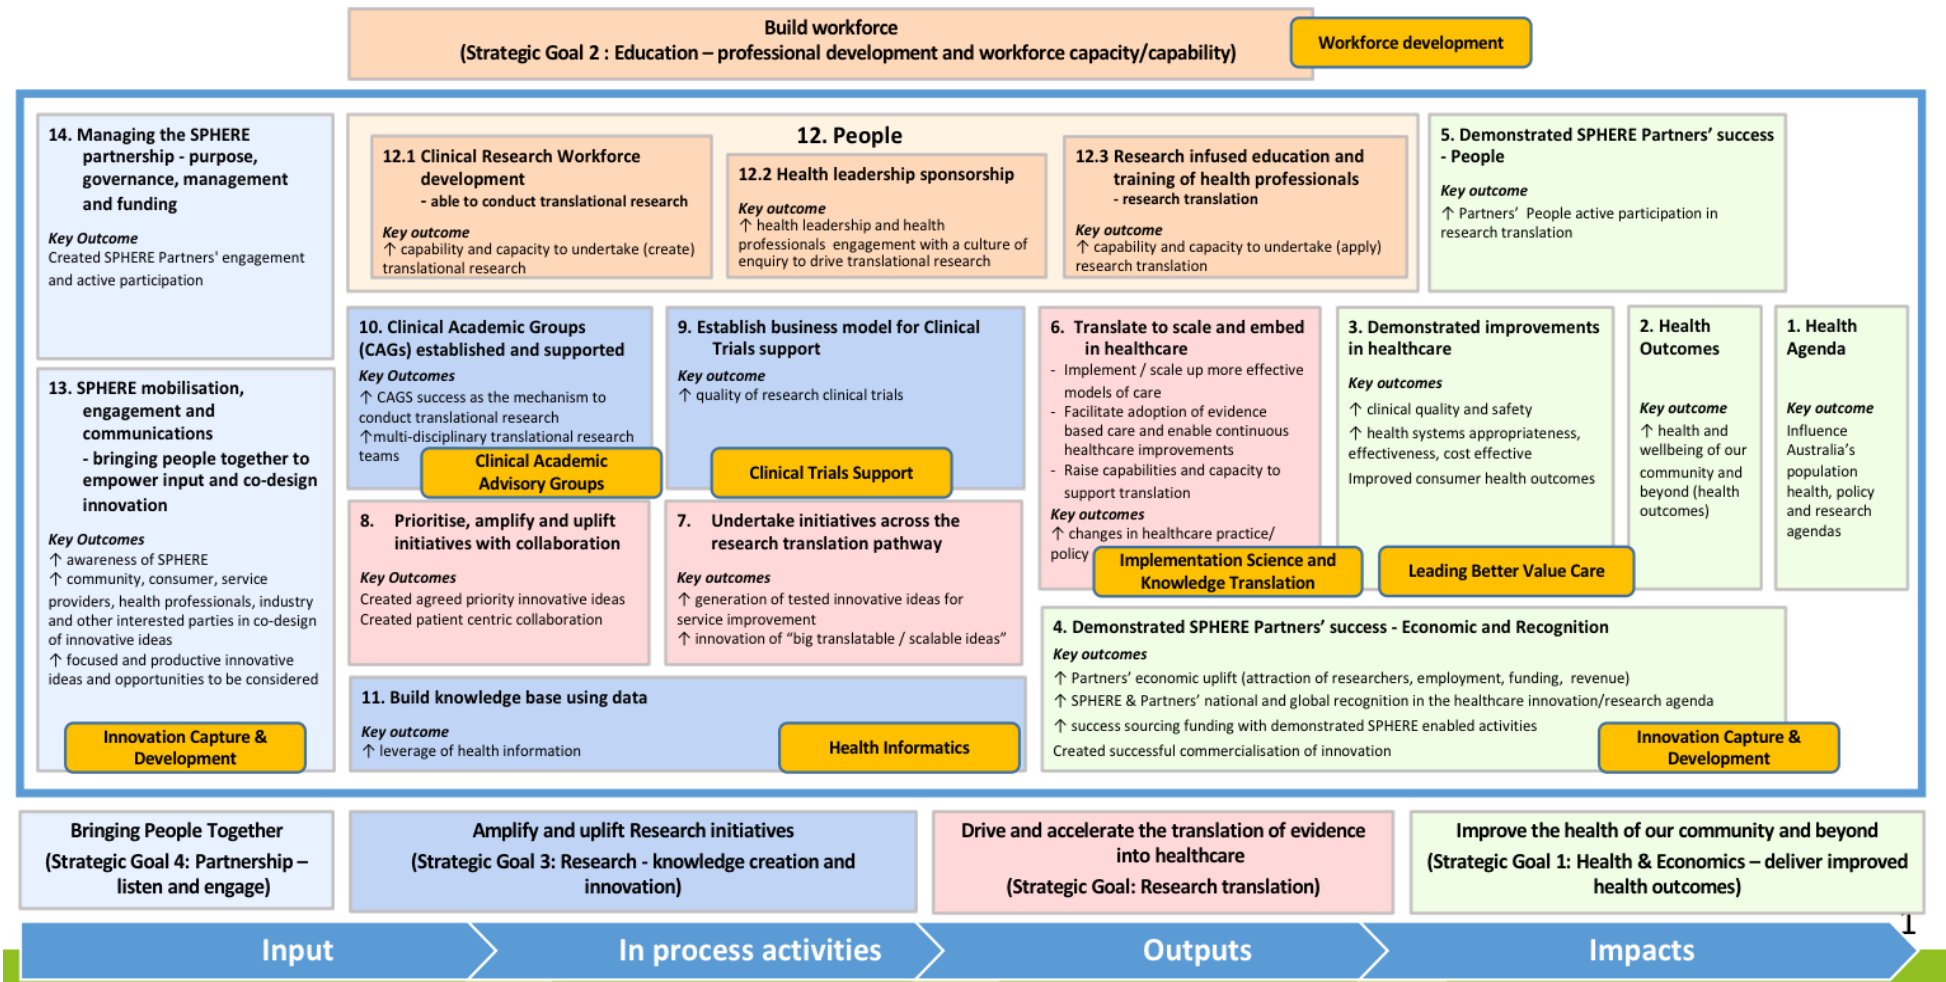 Build workforce
(Strategic Goal 2 : Education – professional development and workforce capacity/capability)
Workforce development
14. Managing the SPHERE
partnership - purpose,
governance, management
and funding
Key Outcome
Created SPHERE Partners' engagement
and active participation
12. People
12.1 Clinical Research Workforce
development
- able to conduct translational research
Key outcome
↑ capability and capacity to undertake (create)
translational research
12.2 Health leadership sponsorship
Key outcome
↑ health leadership and health
professionals engagement with a culture of
enquiry to drive translational research
12.3 Research infused education and
training of health professionals
- research translation
Key outcome
↑ capability and capacity to undertake (apply)
research translation
5. Demonstrated SPHERE Partners’ success
- People
Key outcome
↑ Partners’ People active participation in
research translation
13. SPHERE mobilisation,
engagement and
communications
- bringing people together to
empower input and co-design
innovation
Key Outcomes
↑ awareness of SPHERE
↑ community, consumer, service
providers, health professionals, industry
and other interested parties in co-design
of innovative ideas
↑ focused and productive innovative
ideas and opportunities to be considered
Innovation Capture &
Development
10. Clinical Academic Groups
(CAGs) established and supported
Key Outcomes
↑ CAGS success as the mechanism to
conduct translational research
↑multi-disciplinary translational research
teams
Clinical Academic
Advisory Groups
9. Establish business model for Clinical
Trials support
Key outcome
↑ quality of research clinical trials
Clinical Trials Support
6. Translate to scale and embed
in healthcare
- Implement / scale up more effective
models of care
- Facilitate adoption of evidence
based care and enable continuous
healthcare improvements
- Raise capabilities and capacity to
support translation
Key outcomes
↑ changes in healthcare practice/
policy
Implementation Science and
Knowledge Translation
3. Demonstrated improvements
in healthcare
Key outcomes
↑ clinical quality and safety
↑ health systems appropriateness,
effectiveness, cost effective
Improved consumer health outcomes
Leading Better Value Care
2. Health
Outcomes
Key outcome
↑ health and
wellbeing of our
community and
beyond (health
outcomes)
1. Health
Agenda
Key outcome
Influence
Australia’s
population
health, policy
and research
agendas
8. Prioritise, amplify and uplift
initiatives with collaboration
Key Outcomes
Created agreed priority innovative ideas
Created patient centric collaboration
7. Undertake initiatives across the
research translation pathway
Key outcomes
↑ generation of tested innovative ideas for
service improvement
↑ innovation of “big translatable / scalable ideas”
11. Build knowledge base using data
Key outcome
↑ leverage of health information
Health Informatics
4. Demonstrated SPHERE Partners’ success - Economic and Recognition
Key outcomes
↑ Partners’ economic uplift (attraction of researchers, employment, funding, revenue)
↑ SPHERE & Partners’ national and global recognition in the healthcare innovation/research agenda
↑ success sourcing funding with demonstrated SPHERE enabled activities
Created successful commercialisation of innovation
Innovation Capture &
Development
Bringing People Together
(Strategic Goal 4: Partnership –
listen and engage)
Amplify and uplift Research initiatives
(Strategic Goal 3: Research - knowledge creation and
innovation)
Drive and accelerate the translation of evidence
into healthcare
(Strategic Goal: Research translation)
Improve the health of our community and beyond
(Strategic Goal 1: Health & Economics – deliver improved
health outcomes)
1
Input
In process activities
Outputs
Impacts